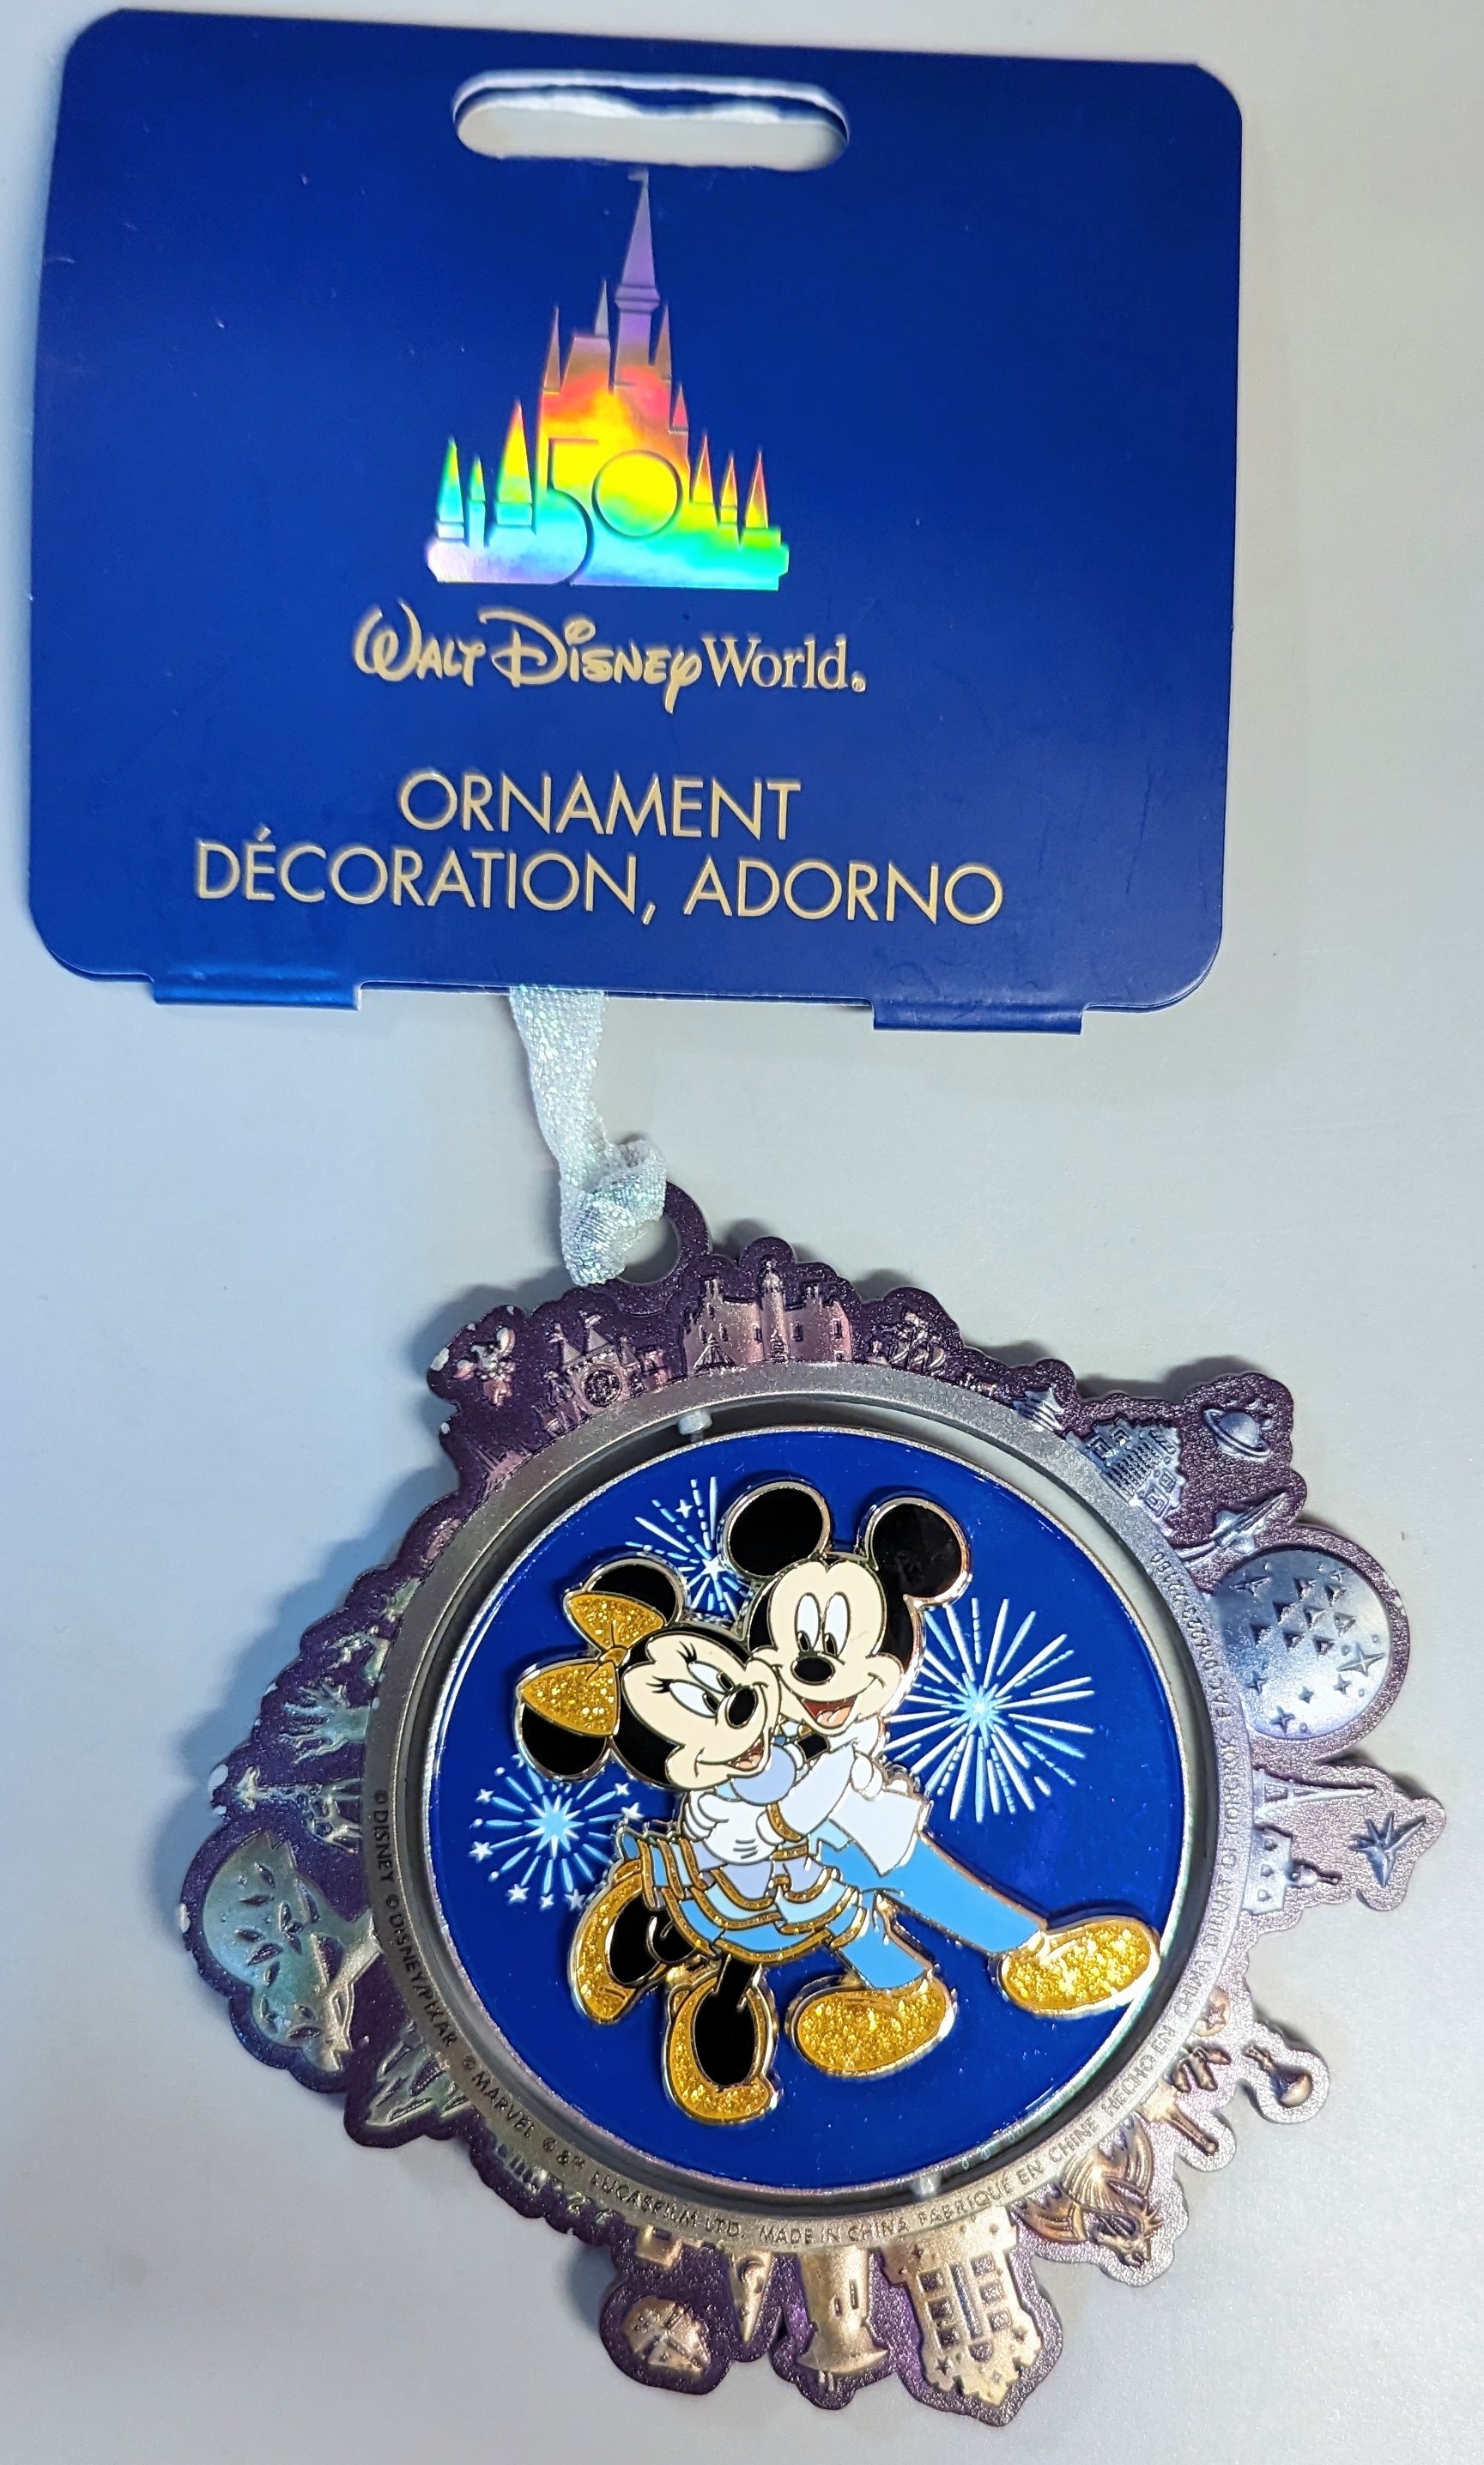 50
WALT DISNEY World®
ORNAMENT
DÉCORATION, ADORNO
© DISNEY © DISNEY/PIXAR © MARVEL © & ™ LUCASFILM LTD. MADE IN CHINA FABRIQUÉ EN CHINE HECHO EN CHINA